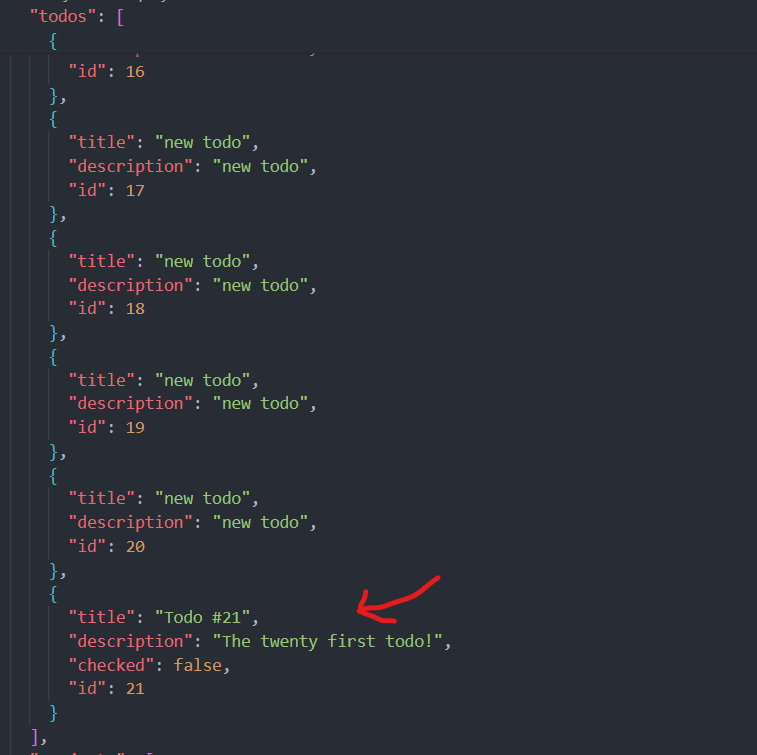 "todos": [
{
"id": 16
},
{
"title": "new todo",
"description": "new todo",
"id": 17
},
{
"title": "new todo",
"description": "new todo",
"id": 18
},
{
"title": "new todo",
"description": "new todo",
"id": 19
},
{
"title": "new todo",
"description": "new todo",
"id": 20
},
{
"title": "Todo #21",
"description": "The twenty first todo!",
"checked": false,
"id": 21
}
],